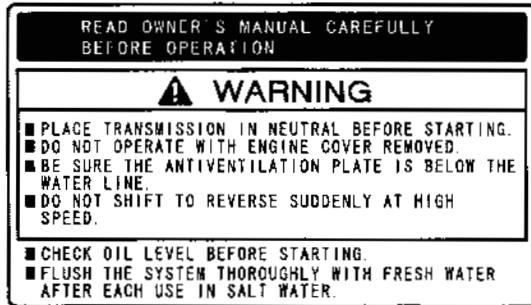 READ OWNER'S MANUAL CAREFULLY
BEFORE OPERATION
WARNING
■ PLACE TRANSMISSION IN NEUTRAL BEFORE STARTING.
■ DO NOT OPERATE WITH ENGINE COVER REMOVED.
■ BE SURE THE ANTIVENTILATION PLATE IS BELOW THE
WATER LINE.
■ DO NOT SHIFT TO REVERSE SUDDENLY AT HIGH
SPEED.
■ CHECK OIL LEVEL BEFORE STARTING.
■ FLUSH THE SYSTEM THOROUGHLY WITH FRESH WATER
AFTER EACH USE IN SALT WATER.